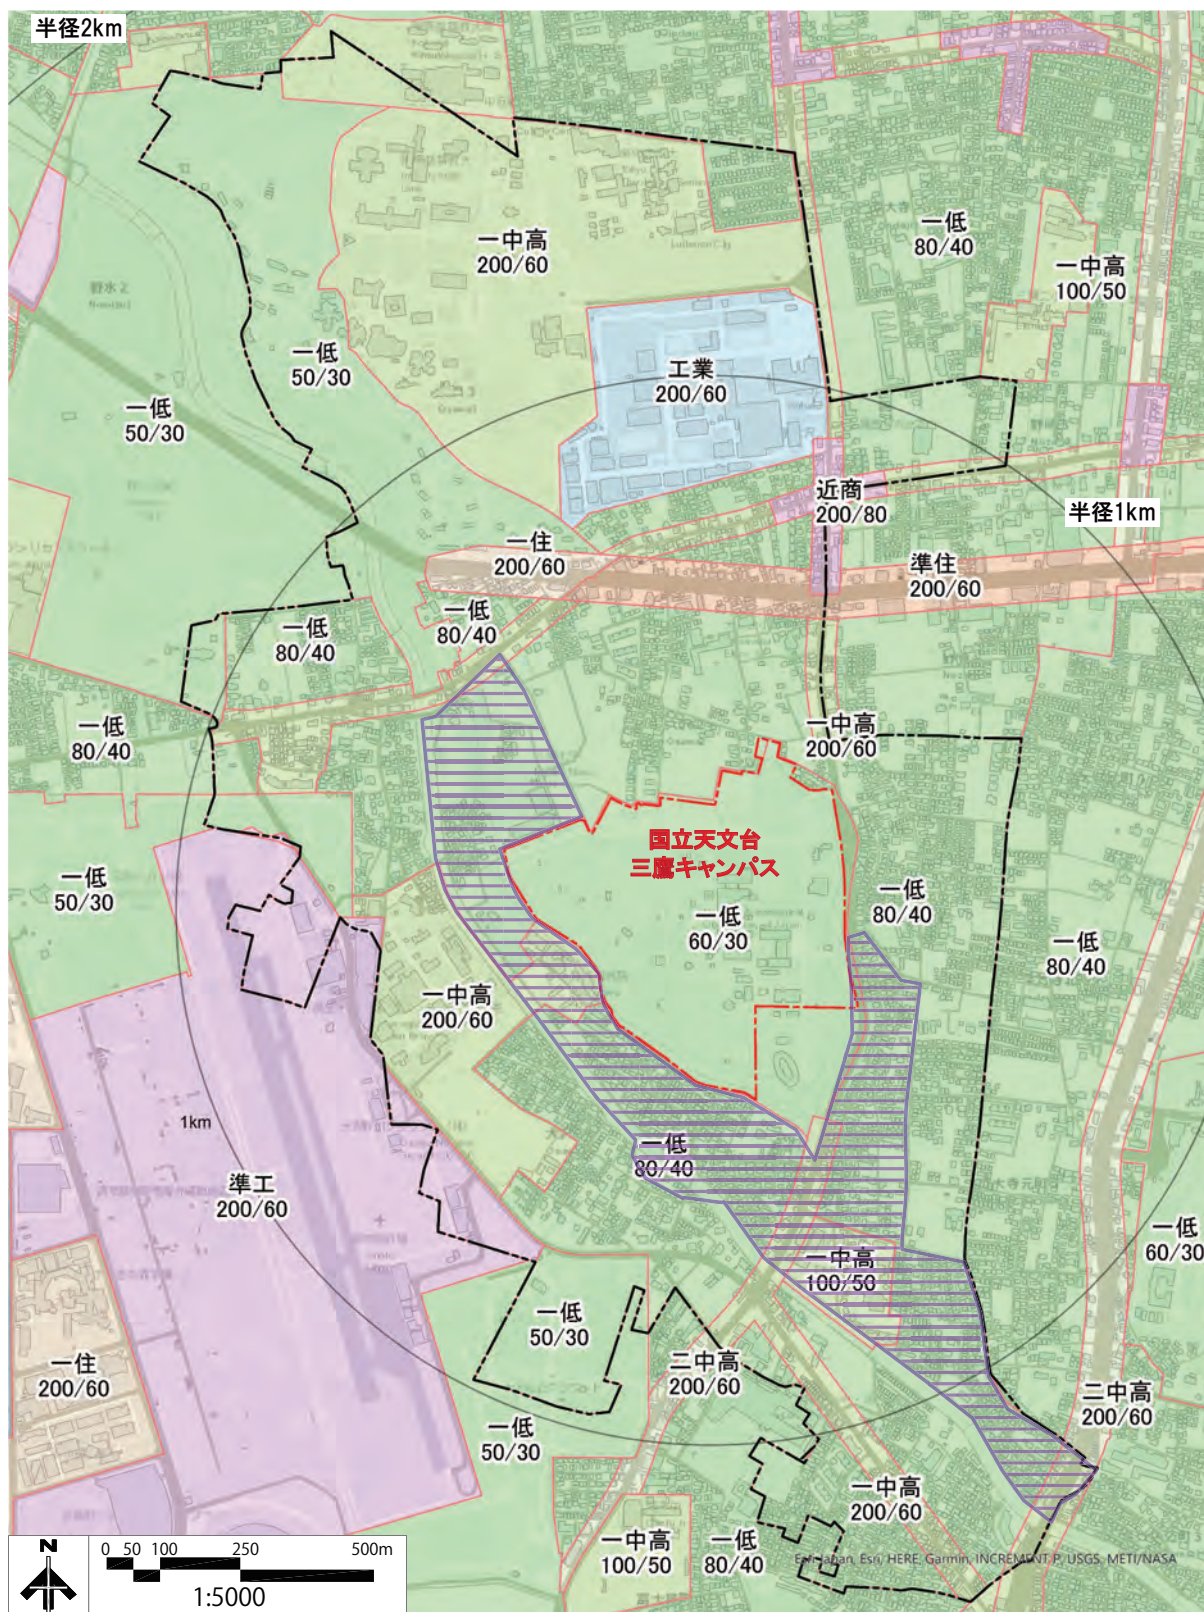 半径2km
一低
80/40
一中高
200/60
一中高
100/50
野水2
一低
50/30
工業
200/60
一低
50/30
近商
200/80
半径1km
一住
200/60
準住
200/60
一低
80/40
一低
80/40
一低
80/40
一中高
200/60
国立天文台
三鷹キャンパス
一低
50/30
一低
60/30
一低
80/40
一低
80/40
一中高
200/60
1km
一低
80/40
準工
200/60
一低
60/30
一中高
100/50
一低
50/30
一住
200/60
二中高
200/60
二中高
200/60
一低
50/30
一中高
200/60
一中高
100/50
一低
80/40
Esri Japan, Esri, HERE, Garmin, INCREMENT P, USGS, METI/NASA
N
0 50 100 250 500m
1:5000